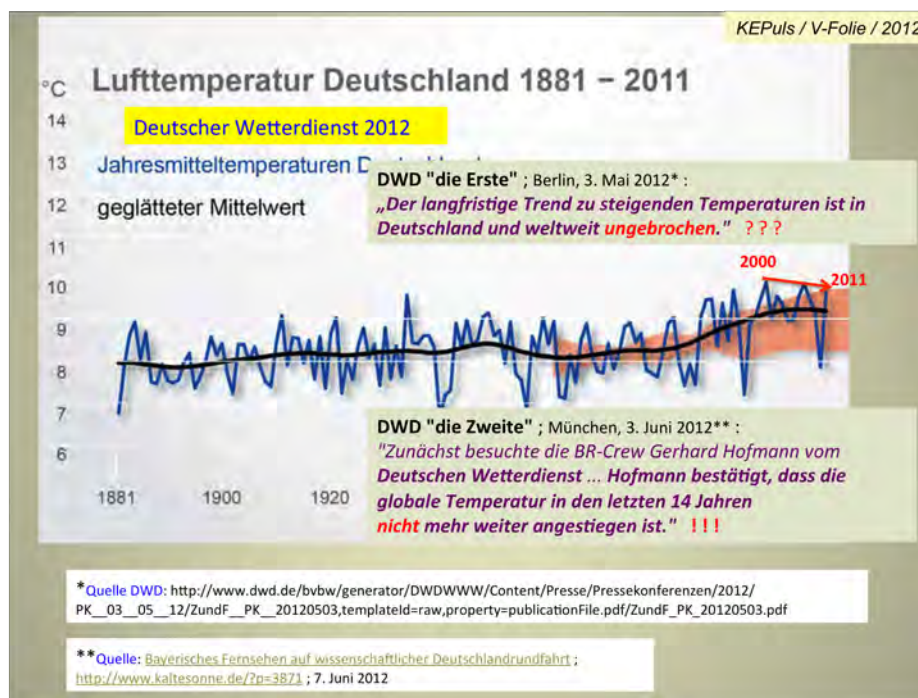 KEPuls / V-Folie / 2012
°C Lufttemperatur Deutschland 1881 – 2011
14
Deutscher Wetterdienst 2012
13 Jahresmitteltemperaturen
DWD "die Erste" ; Berlin, 3. Mai 2012* :
12 geglätteter Mittelwert
„Der langfristige Trend zu steigenden Temperaturen ist in
Deutschland und weltweit ungebrochen." ? ? ?
11
2000
2011
10
9
8
7
DWD "die Zweite" ; München, 3. Juni 2012** :
"Zunächst besuchte die BR-Crew Gerhard Hofmann vom
6
Deutschen Wetterdienst ... Hofmann bestätigt, dass die
globale Temperatur in den letzten 14 Jahren
1881 1900 1920
nicht mehr weiter angestiegen ist." ! ! !
*Quelle DWD: http://www.dwd.de/bvbw/generator/DWDWWW/Content/Presse/Pressekonferenzen/2012/
PK__03__05__12/ZundF__PK__20120503,templateId=raw,property=publicationFile.pdf/ZundF_PK_20120503.pdf
**Quelle: Bayerisches Fernsehen auf wissenschaftlicher Deutschlandrundfahrt ;
http://www.kaltesonne.de/?p=3871 ; 7. Juni 2012